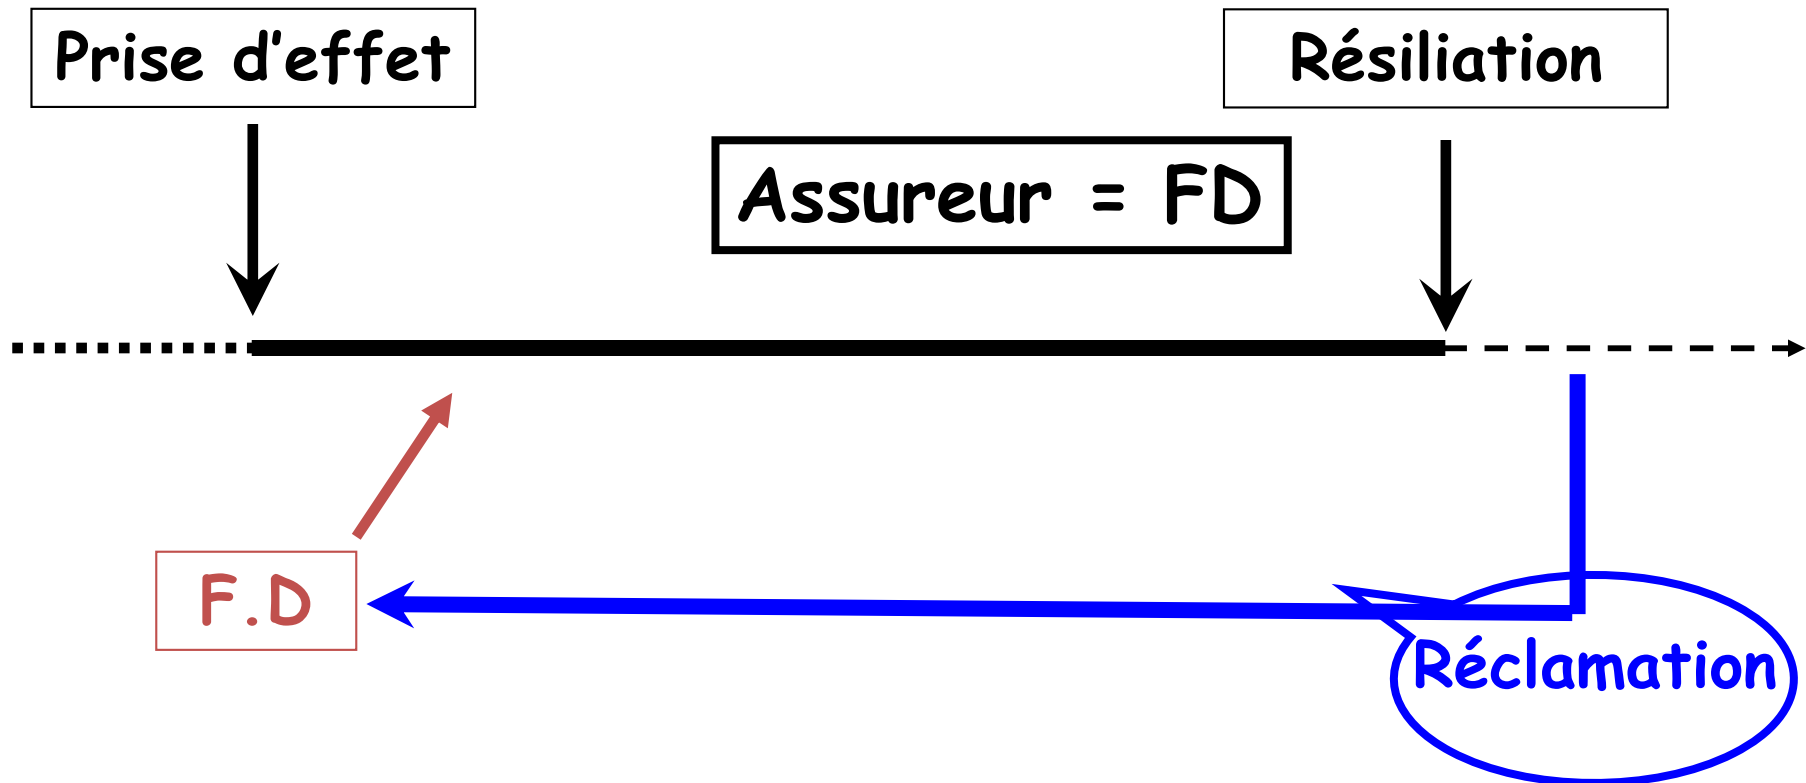 Prise d’effet
Résiliation
Assureur = FD
F.D
Réclamation